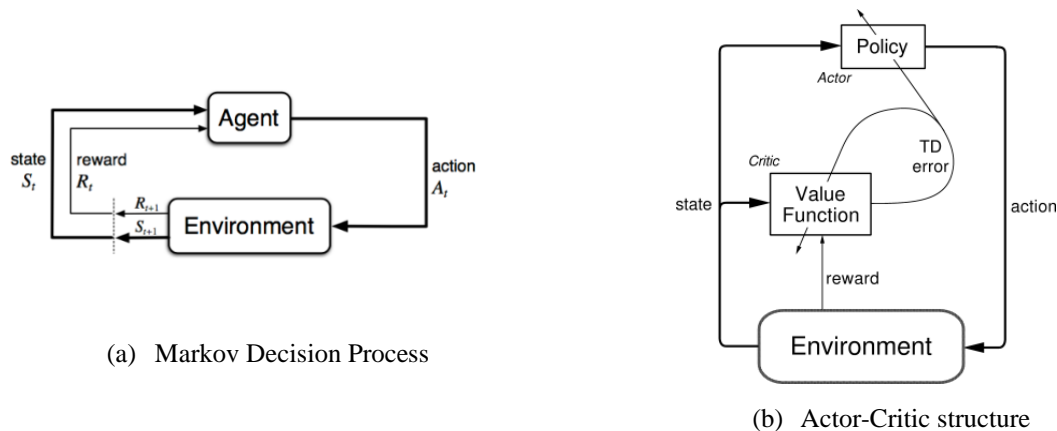 Agent
state
S_t
reward
R_t
action
A_t
R_{t+1}
S_{t+1}
Environment
(a) Markov Decision Process
Policy
Actor
TD
error
Critic
Value
Function
state
action
reward
Environment
(b) Actor-Critic structure